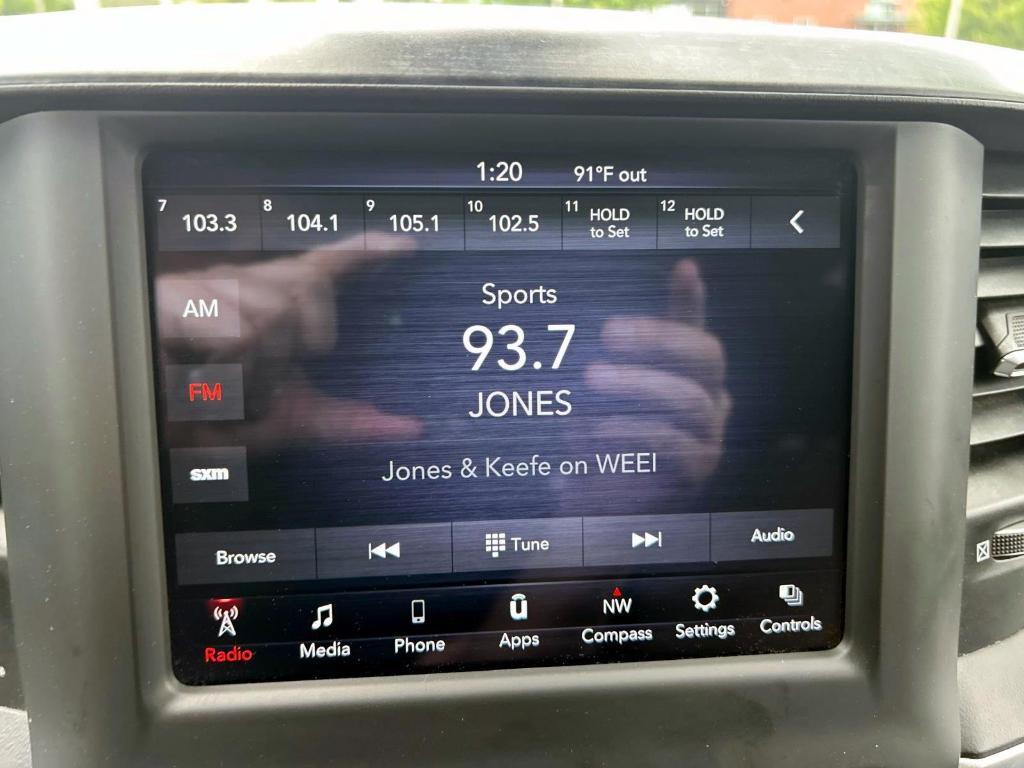 1:20 91°F out
7 103.3 8 104.1 9 105.1 10 102.5 11 HOLD to Set 12 HOLD to Set
Sports
AM
93.7
FM
JONES
sxm
Jones & Keefe on WEEI
Browse Tune Audio
NW
Radio Media Phone Apps Compass Settings Controls